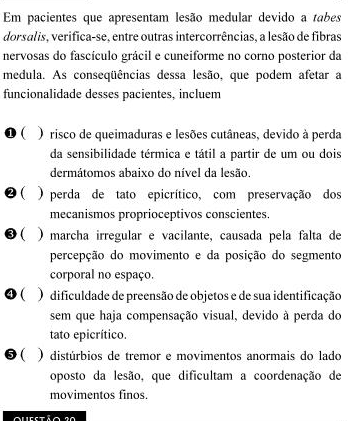 Em pacientes que apresentam lesão medular devido a tabes
dorsalis, verifica-se, entre outras intercorrências, a lesão de fibras
nervosas do fascículo grácil e cuneiforme no corno posterior da
medula. As conseqüências dessa lesão, que podem afetar a
funcionalidade desses pacientes, incluem
❶ ( ) risco de queimaduras e lesões cutâneas, devido à perda
da sensibilidade térmica e tátil a partir de um ou dois
dermátomos abaixo do nível da lesão.
❷ ( ) perda de tato epicrítico, com preservação dos
mecanismos proprioceptivos conscientes.
❸ ( ) marcha irregular e vacilante, causada pela falta de
percepção do movimento e da posição do segmento
corporal no espaço.
❹ ( ) dificuldade de preensão de objetos e de sua identificação
sem que haja compensação visual, devido à perda do
tato epicrítico.
❺ ( ) distúrbios de tremor e movimentos anormais do lado
oposto da lesão, que dificultam a coordenação de
movimentos finos.
QUESTÃO 20